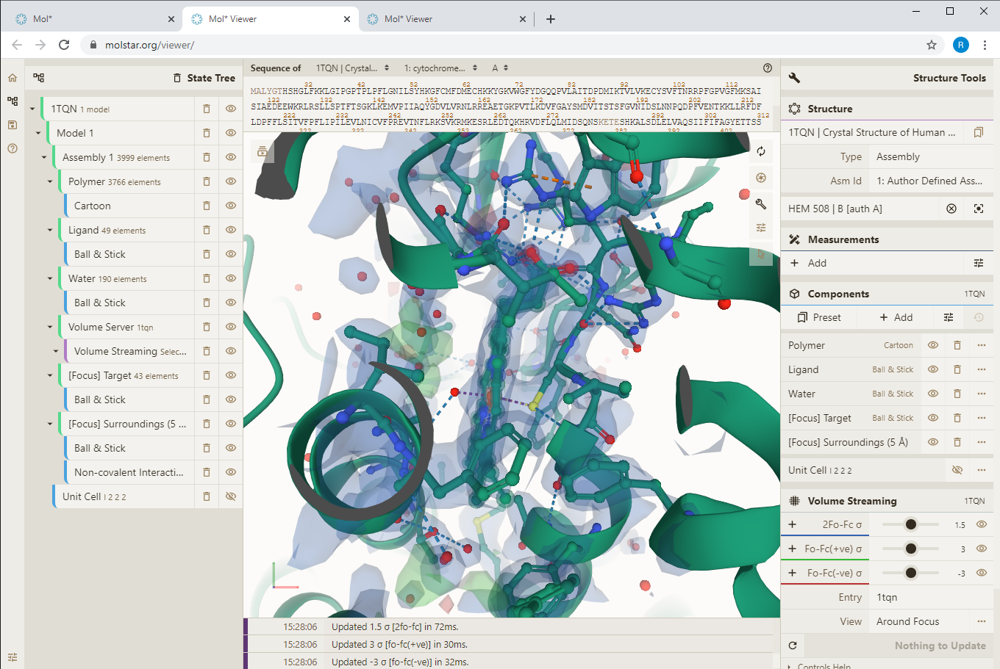 Mol*
Mol* Viewer
Mol* Viewer
molstar.org/viewer/
R
State Tree
1TQN 1 model
Model 1
Assembly 1 3999 elements
Polymer 3766 elements
Cartoon
Ligand 49 elements
Ball & Stick
Water 190 elements
Ball & Stick
Volume Server 1tqn
Volume Streaming Selec...
[Focus] Target 43 elements
Ball & Stick
[Focus] Surroundings (5 ...
Ball & Stick
Non-covalent Interacti...
Unit Cell I 2 2 2
Sequence of 1TQN | Crystal... 1: cytochrome... A
32 42 52 62 72 82 92 102 112
MALYGTHSHGLFKKLGIPGPTPLPFLGNILSYHKGFCMFDMECHKKYGKVWGFYDGQQPVLAITDPDMIKTVLVKECYSVFTNRRPFGPVGFMKSAI
122 132 142 152 162 172 182 192 202 212
SIAEDEEWKRLRSLLSPTFTSGKLKEMVPIIAQYGDVLVRNLRREAETGKPVTLKDVFGAYSMDVITSTSFGVNIDSLNNPQDPFVENTKKLLRFDF
222 232 242 252 262 272 282 292 302 312
LDPFFLSITVFPFLIPILEVLNICVFPREVTNFLRKSVKRMKESRLEDTQKHRVDFLQLMIDSQNSKETESHKALSDLELVAQSIIFIFAGYETTSS
15:28:06 Updated 1.5 σ [2fo-fc] in 72ms.
15:28:06 Updated 3 σ [fo-fc(+ve)] in 30ms.
15:28:06 Updated -3 σ [fo-fc(-ve)] in 32ms.
Structure Tools
Structure
1TQN | Crystal Structure of Human ...
Type Assembly
Asm Id 1: Author Defined Ass...
HEM 508 | B [auth A]
Measurements
+ Add
Components 1TQN
Preset + Add
Polymer Cartoon
Ligand Ball & Stick
Water Ball & Stick
[Focus] Target Ball & Stick
[Focus] Surroundings (5 Å)
Unit Cell I 2 2 2
Volume Streaming 1TQN
+ 2Fo-Fc σ 1.5
+ Fo-Fc(+ve) σ 3
+ Fo-Fc(-ve) σ -3
Entry 1tqn
View Around Focus
Nothing to Update
Controls Help